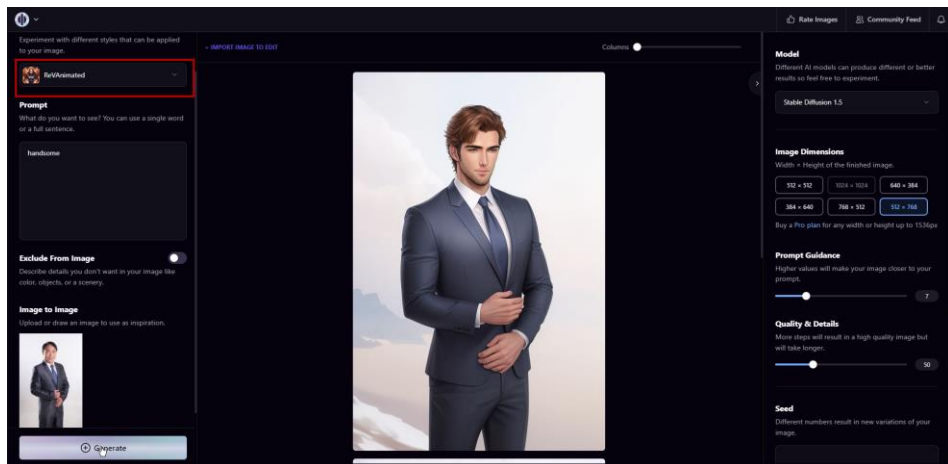 Rate Images
Community Feed
Experiment with different styles that can be applied
to your image.
ReVAnimated
Prompt
What do you want to see? You can use a single word
or a full sentence.
handsome
Exclude From Image
Describe details you don't want in your image like
color, objects, or a scenery.
Image to Image
Upload or draw an image to use as inspiration.
Generate
+ IMPORT IMAGE TO EDIT
Columns
Model
Different AI models can produce different or better
results so feel free to experiment.
Stable Diffusion 1.5
Image Dimensions
Width × Height of the finished image.
512 × 512
1024 × 1024
640 × 384
384 × 640
768 × 512
512 × 768
Buy a Pro plan for any width or height up to 1536px
Prompt Guidance
Higher values will make your image closer to your
prompt.
7
Quality & Details
More steps will result in a high quality image but
will take longer.
50
Seed
Different numbers result in new variations of your
image.